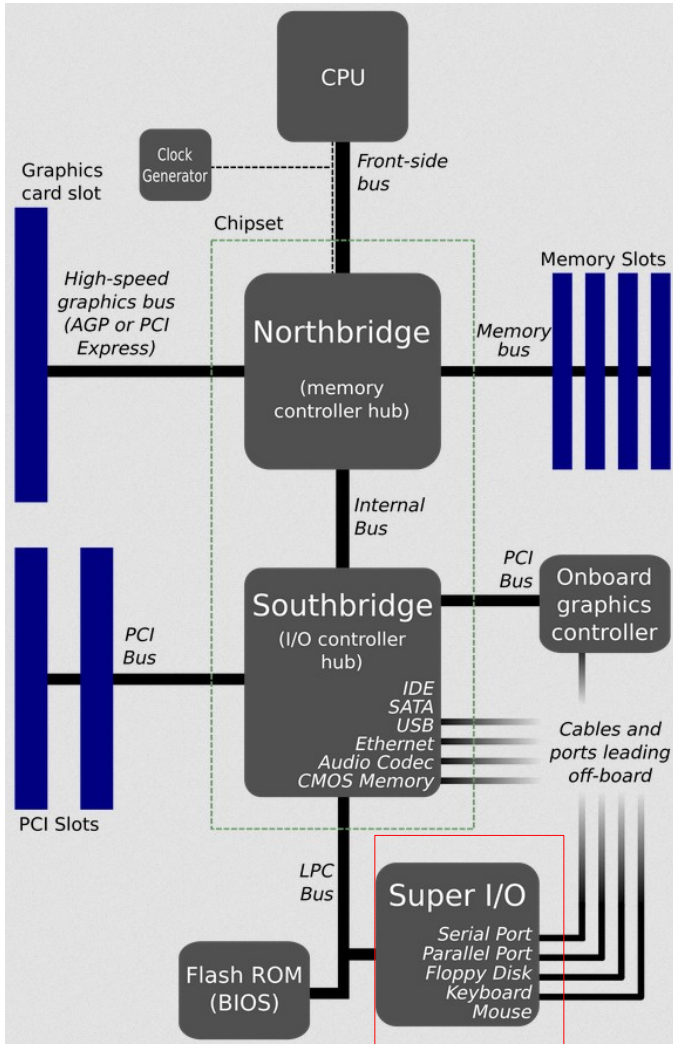 CPU
Clock
Generator
Front-side
bus
Graphics
card slot
Chipset
High-speed
graphics bus
(AGP or PCI
Express)
Northbridge
(memory
controller hub)
Memory
bus
Memory Slots
Internal
Bus
PCI
Bus
Southbridge
(I/O controller
hub)
IDE
SATA
USB
Ethernet
Audio Codec
CMOS Memory
PCI
Bus
Onboard
graphics
controller
Cables and
ports leading
off-board
PCI Slots
LPC
Bus
Super I/O
Serial Port
Parallel Port
Floppy Disk
Keyboard
Mouse
Flash ROM
(BIOS)